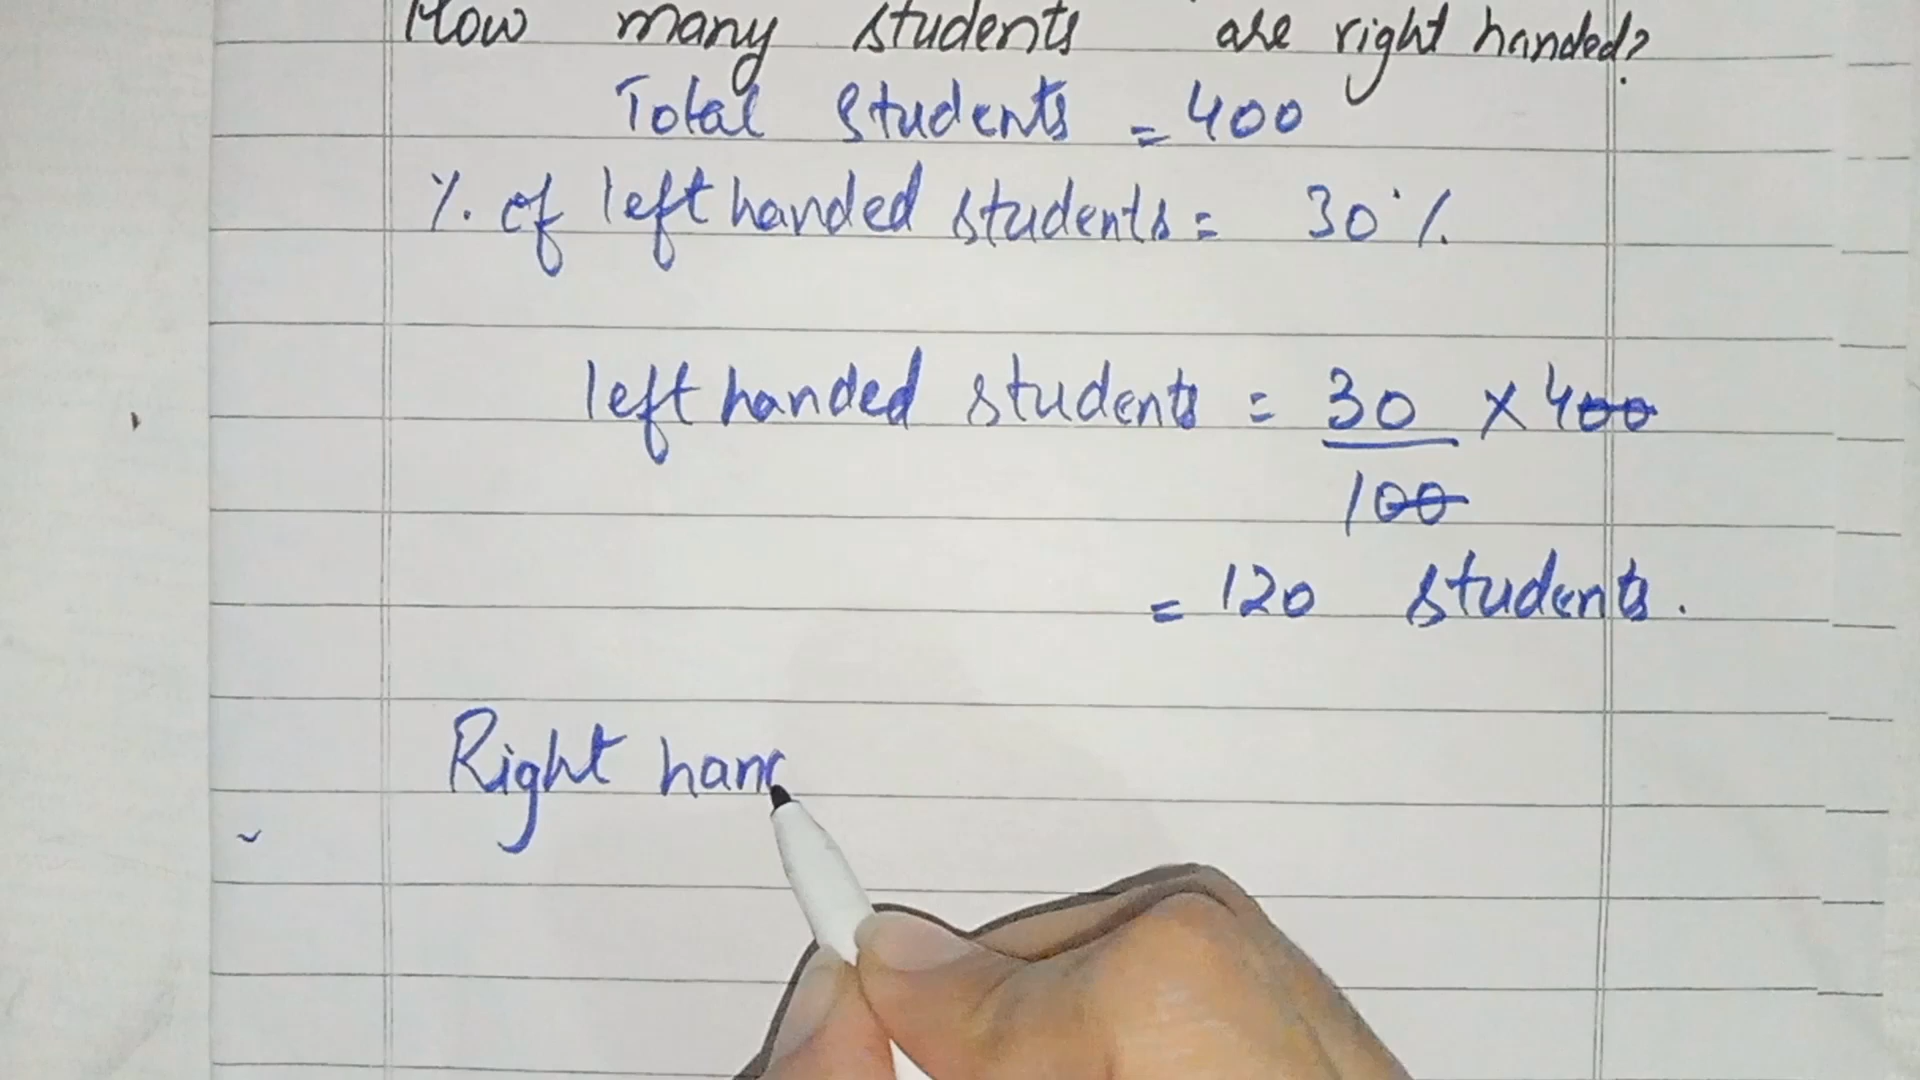 How many students are right handed?
Total students = 400
% of left handed students = 30%
left handed students = 30 × 400
100
= 120 students.
Right han